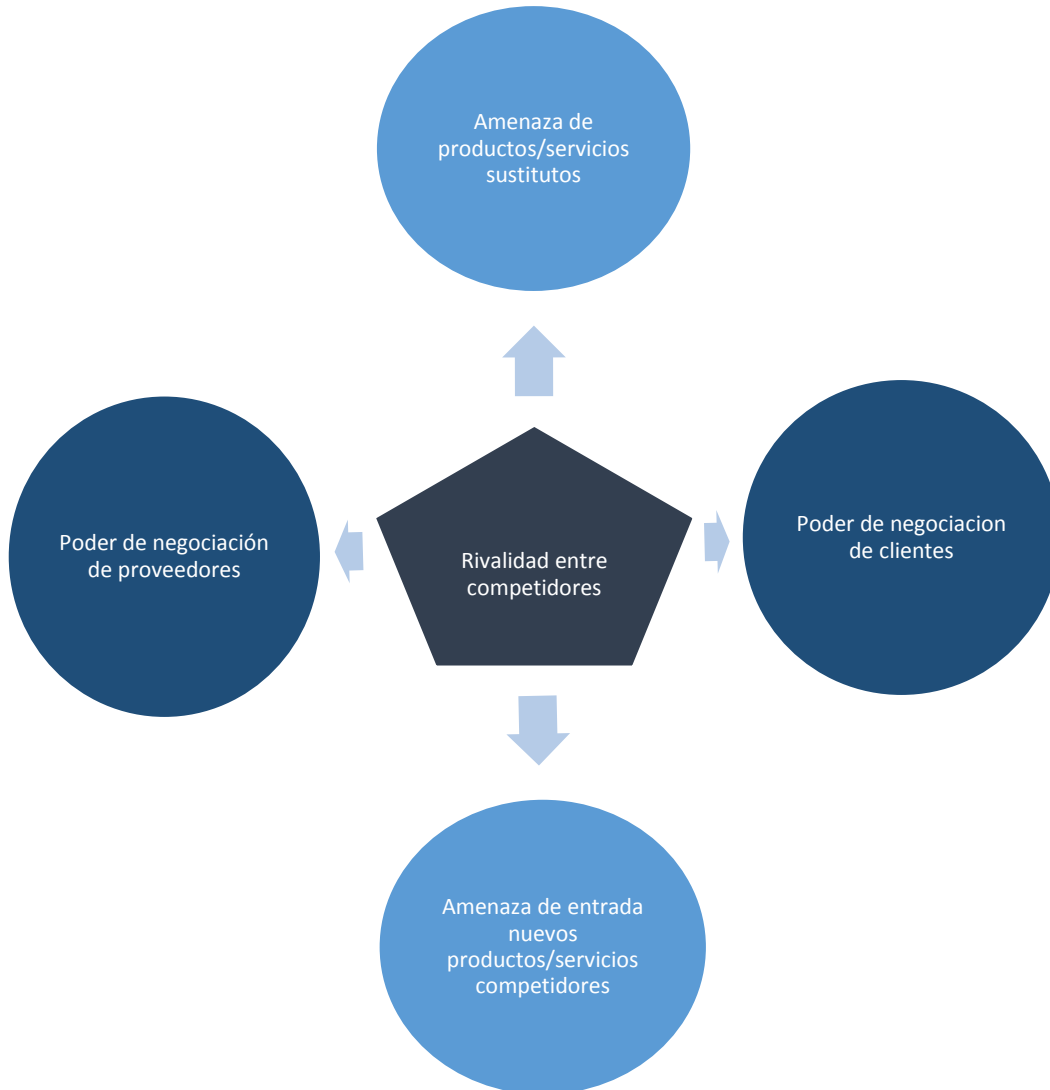 Amenaza de
productos/servicios
sustitutos
Poder de negociación
de proveedores
Rivalidad entre
competidores
Poder de negociacion
de clientes
Amenaza de entrada
nuevos
productos/servicios
competidores